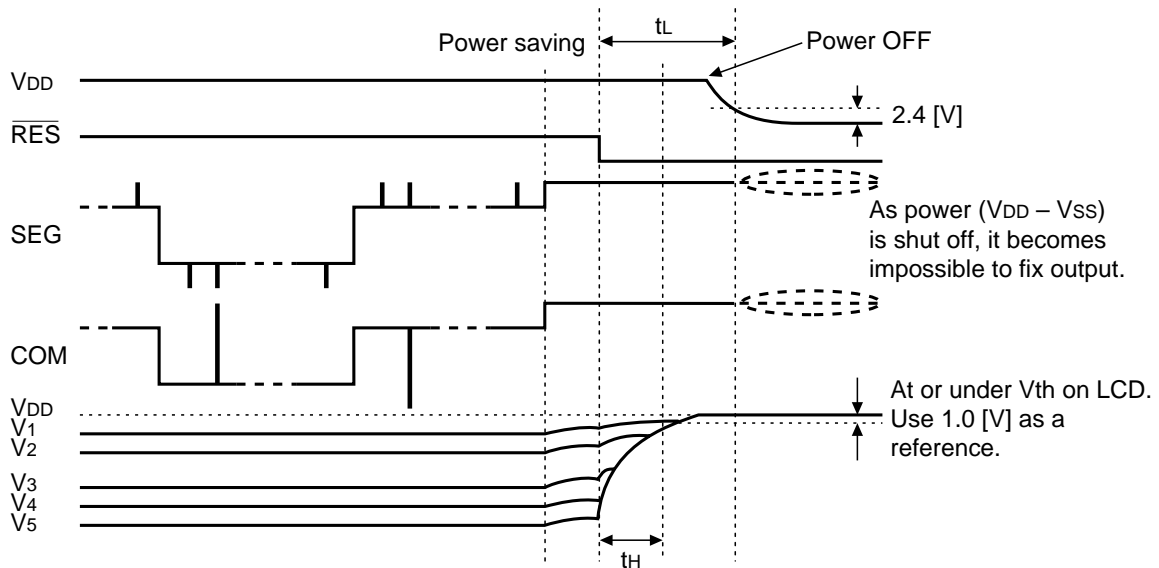 tL
Power saving
Power OFF
VDD
2.4 [V]
RES
SEG
As power (VDD – VSS)
is shut off, it becomes
impossible to fix output.
COM
At or under Vth on LCD.
Use 1.0 [V] as a
reference.
VDD
V1
V2
V3
V4
V5
tH